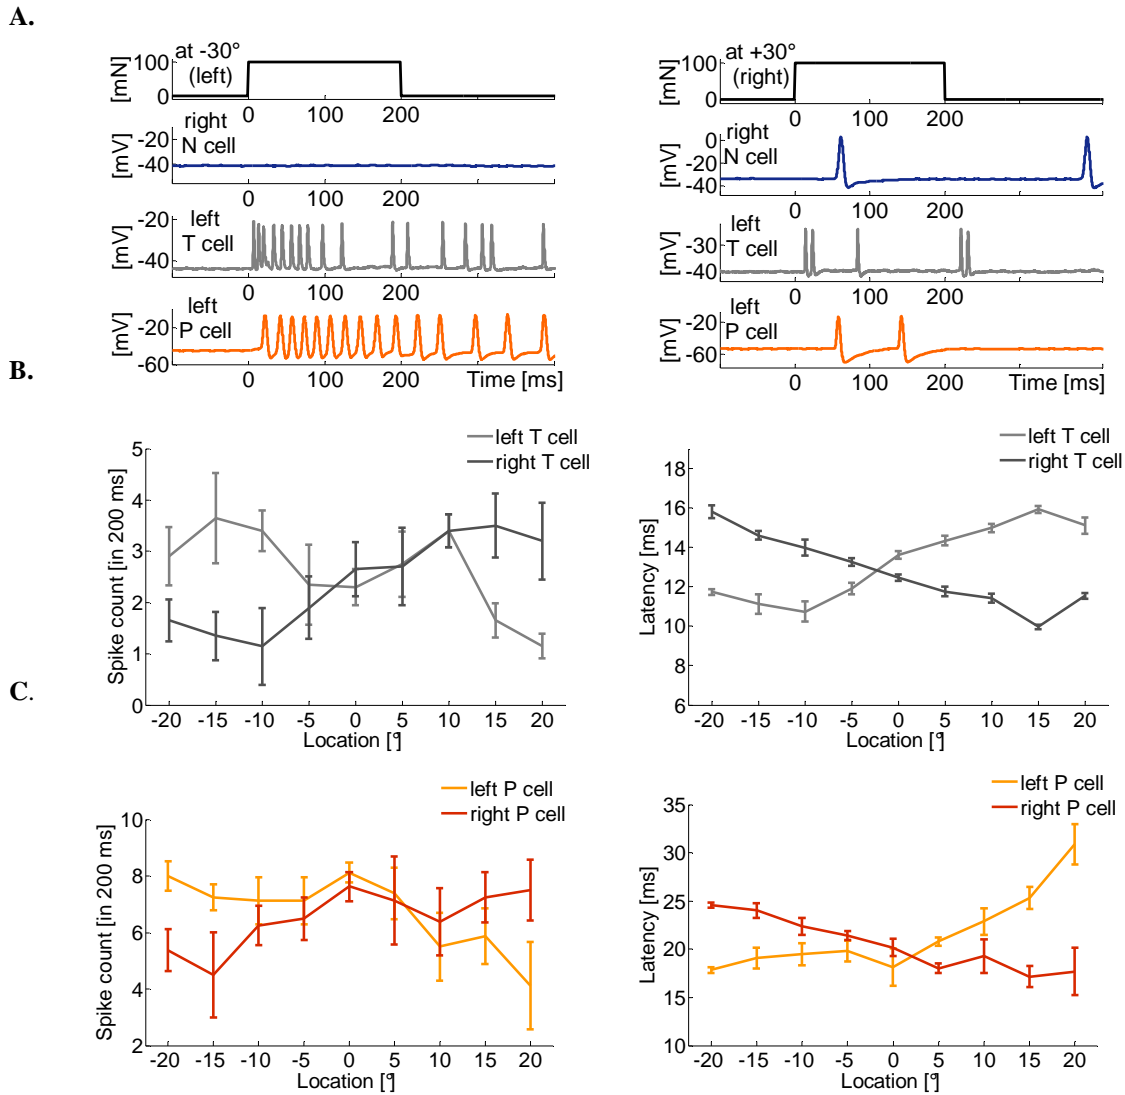 A.
at -30°
(left)
[mN]
100
0
0 100 200
right
N cell
[mV]
-20
-40
0 100 200
left
T cell
[mV]
-20
-40
0 100 200
left
P cell
[mV]
-20
-60
0 100 200 Time [ms]
at +30°
(right)
[mN]
100
0
0 100 200
right
N cell
[mV]
0
-20
-40
0 100 200
left
T cell
[mV]
-30
-40
0 100 200
left
P cell
[mV]
-20
-60
0 100 200 Time [ms]
B.
left T cell
right T cell
Spike count [in 200 ms]
5
4
3
2
1
0
-20 -15 -10 -5 0 5 10 15 20
Location [°]
left T cell
right T cell
Latency [ms]
18
16
14
12
10
8
6
-20 -15 -10 -5 0 5 10 15 20
Location [°]
C.
left P cell
right P cell
Spike count [in 200 ms]
10
8
6
4
2
-20 -15 -10 -5 0 5 10 15 20
Location [°]
left P cell
right P cell
Latency [ms]
35
30
25
20
15
10
-20 -15 -10 -5 0 5 10 15 20
Location [°]